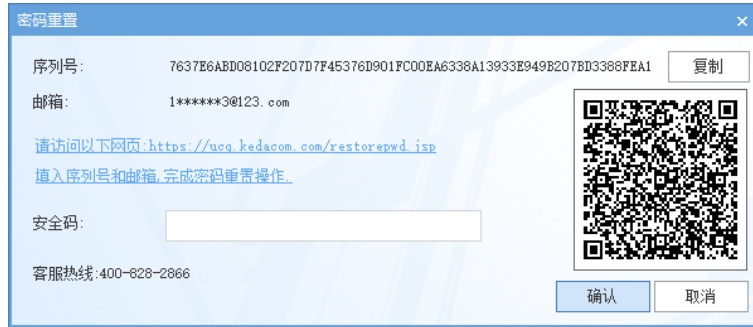 密码重置
序列号: 7637E6ABD08102F207D7F45376D901FC00EA6338A13933E949B207BD3388FEA1 复制
邮箱: 1******3@123.com
请访问以下网页:https://ucq.kedacom.com/restorepwd.jsp
填入序列号和邮箱,完成密码重置操作.
安全码:
客服热线:400-828-2866
确认 取消